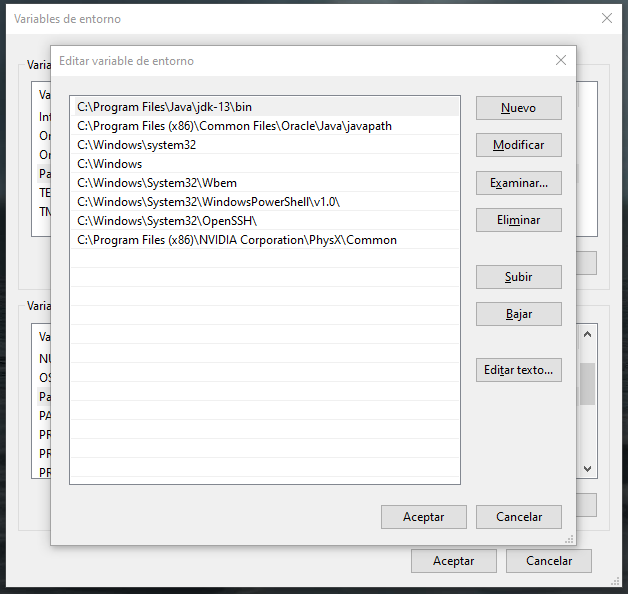 Variables de entorno
Editar variable de entorno
C:\Program Files\Java\jdk-13\bin
C:\Program Files (x86)\Common Files\Oracle\Java\javapath
C:\Windows\system32
C:\Windows
C:\Windows\System32\Wbem
C:\Windows\System32\WindowsPowerShell\v1.0\
C:\Windows\System32\OpenSSH\
C:\Program Files (x86)\NVIDIA Corporation\PhysX\Common
Nuevo
Modificar
Examinar...
Eliminar
Subir
Bajar
Editar texto...
Aceptar
Cancelar
Aceptar
Cancelar